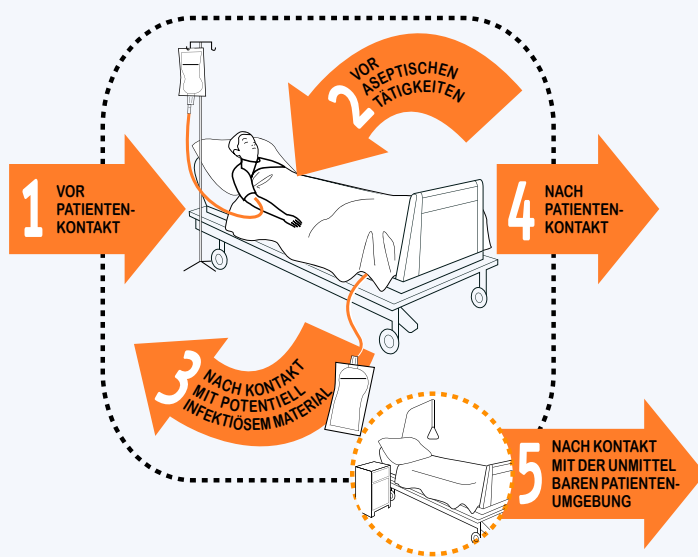 1 VOR
PATIENTEN-
KONTAKT
2 VOR
ASEPTISCHEN
TÄTIGKEITEN
3 NACH KONTAKT
MIT POTENTIELL
INFEKTIÖSEM MATERIAL
4 NACH
PATIENTEN-
KONTAKT
5 NACH KONTAKT
MIT DER UNMITTEL
BAREN PATIENTEN-
UMGEBUNG